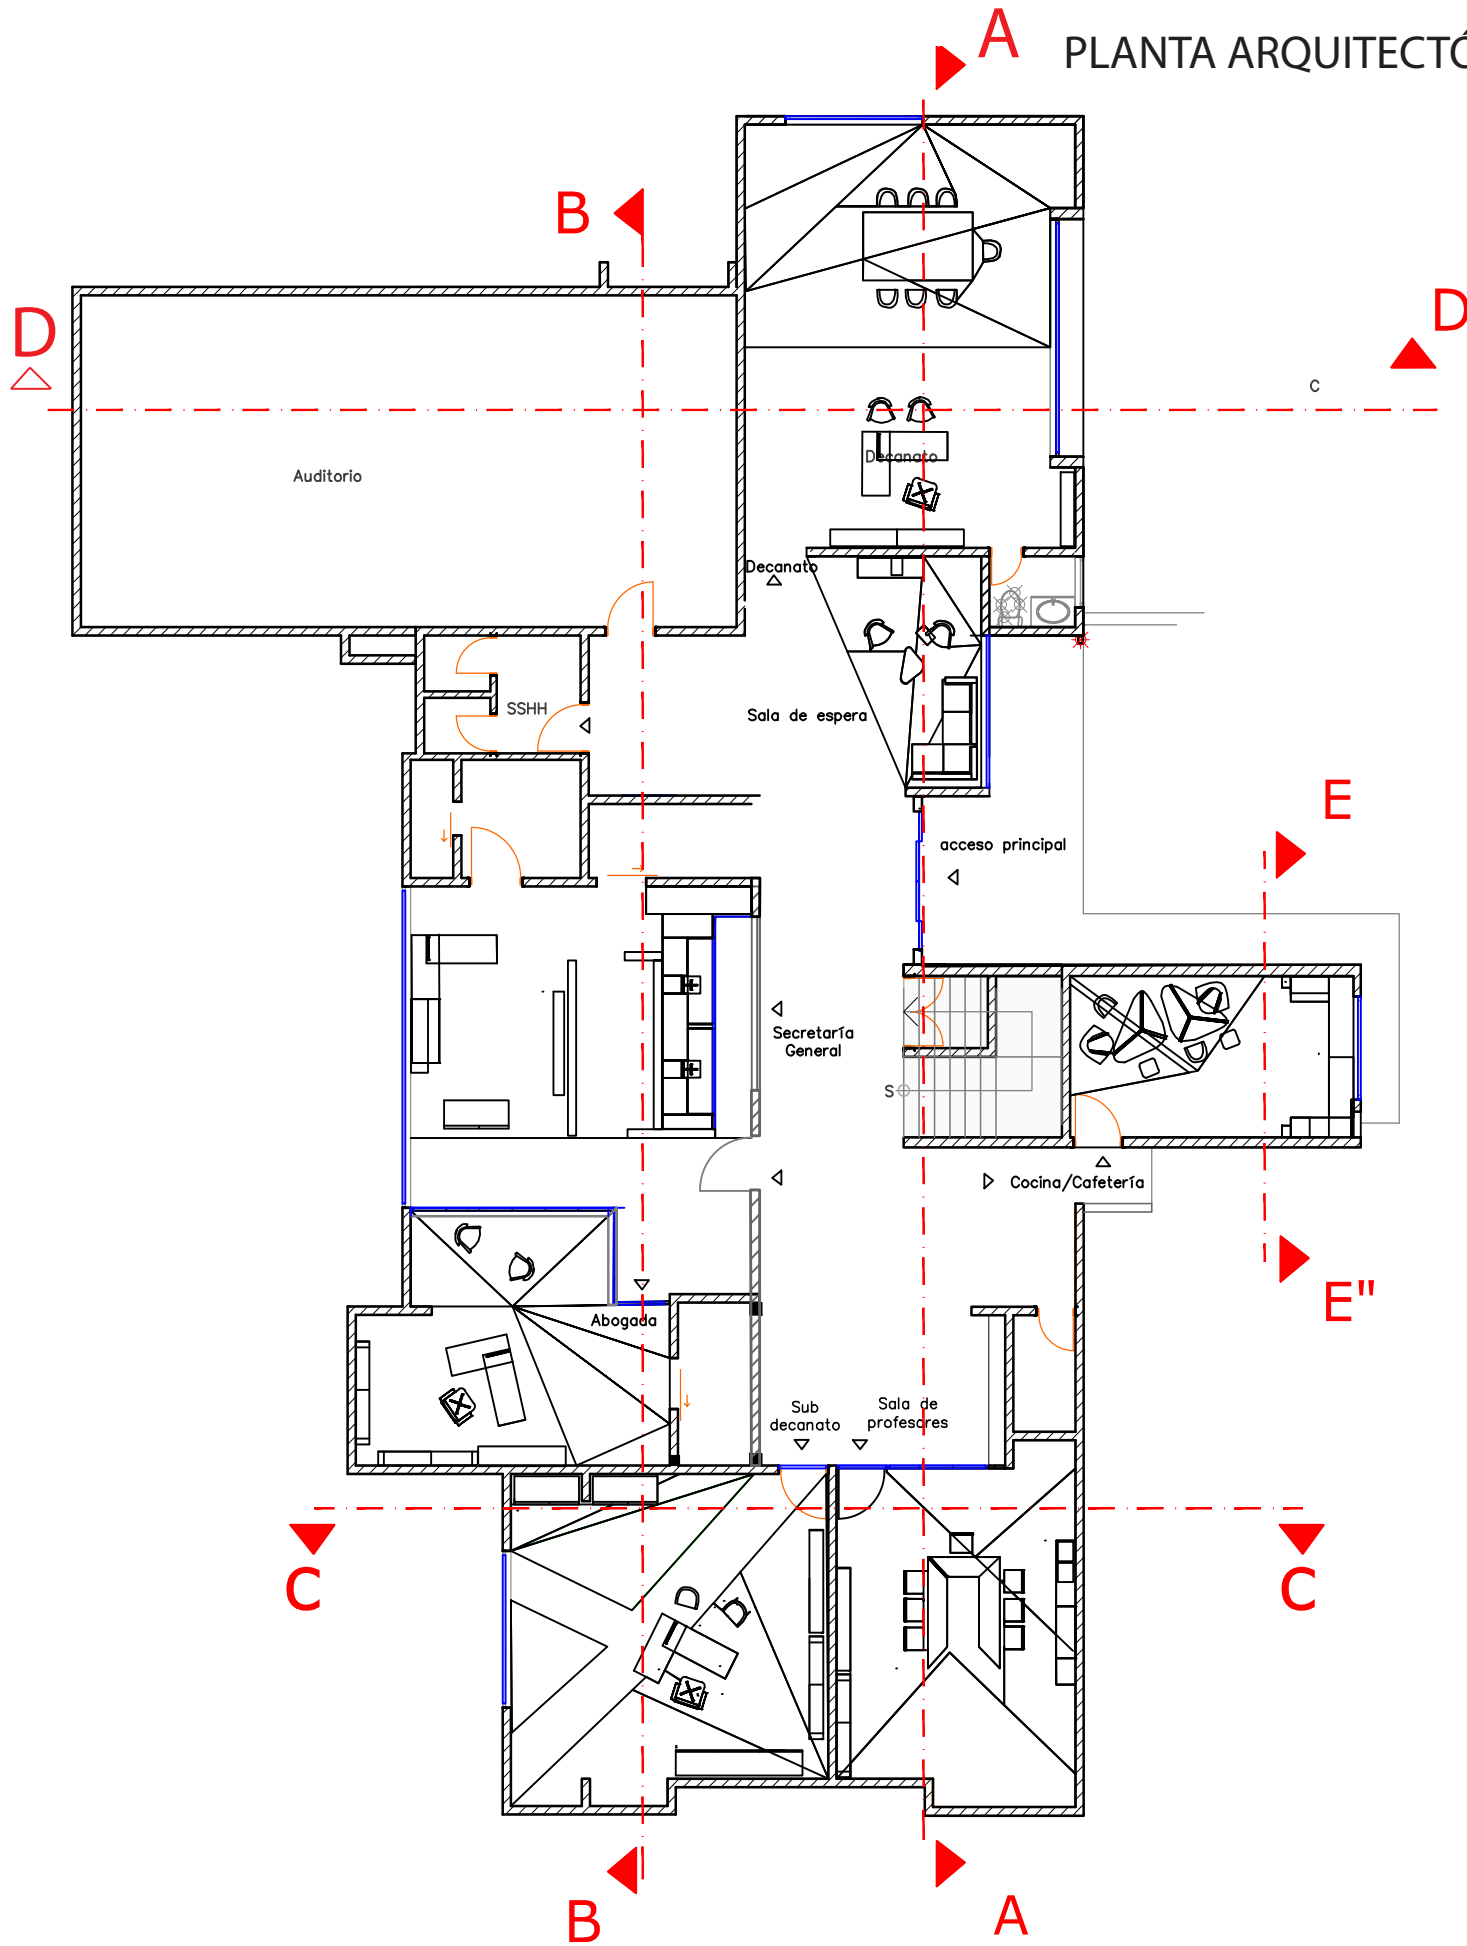 A
PLANTA ARQUITECTÓ
B
D
D
C
Auditorio
Decanato
Decanato
SSHH
Sala de espera
E
acceso principal
Secretaría
General
S
Cocina/Cafetería
E"
Abogada
Sub
decanato
Sala de
profesores
C
C
B
A